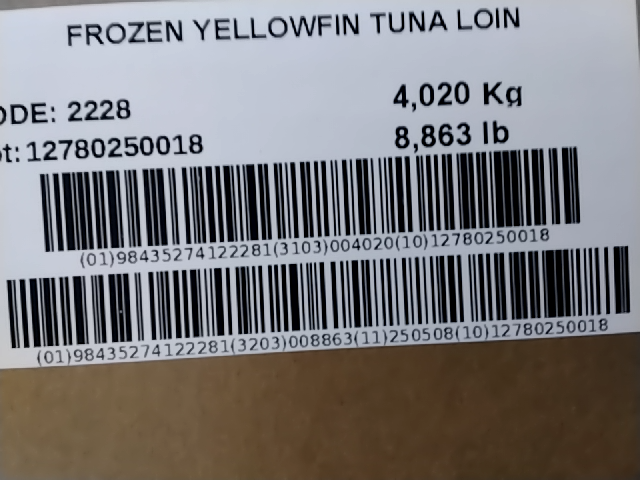 FROZEN YELLOWFIN TUNA LOIN
ODE: 2228
4,020 Kg
ot: 12780250018
8,863 lb
(01)98435274122281(3103)004020(10)12780250018
(01)98435274122281(3203)008863(11)250508(10)12780250018